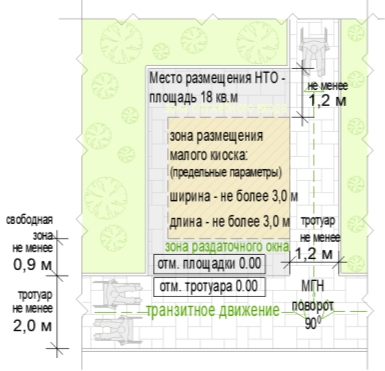 Место размещения НТО -
площадь 18 кв.м
не менее
1,2 м
зона размещения
малого киоска:
(предельные параметры)
ширина - не более 3,0 м
длина - не более 3,0 м
зона раздаточного окна
свободная
зона
не менее
0,9 м
тротуар
не менее
1,2 м
отм. площадки 0.00
отм. тротуара 0.00
тротуар
не менее
2,0 м
транзитное движение
МГН
поворот
90⁰